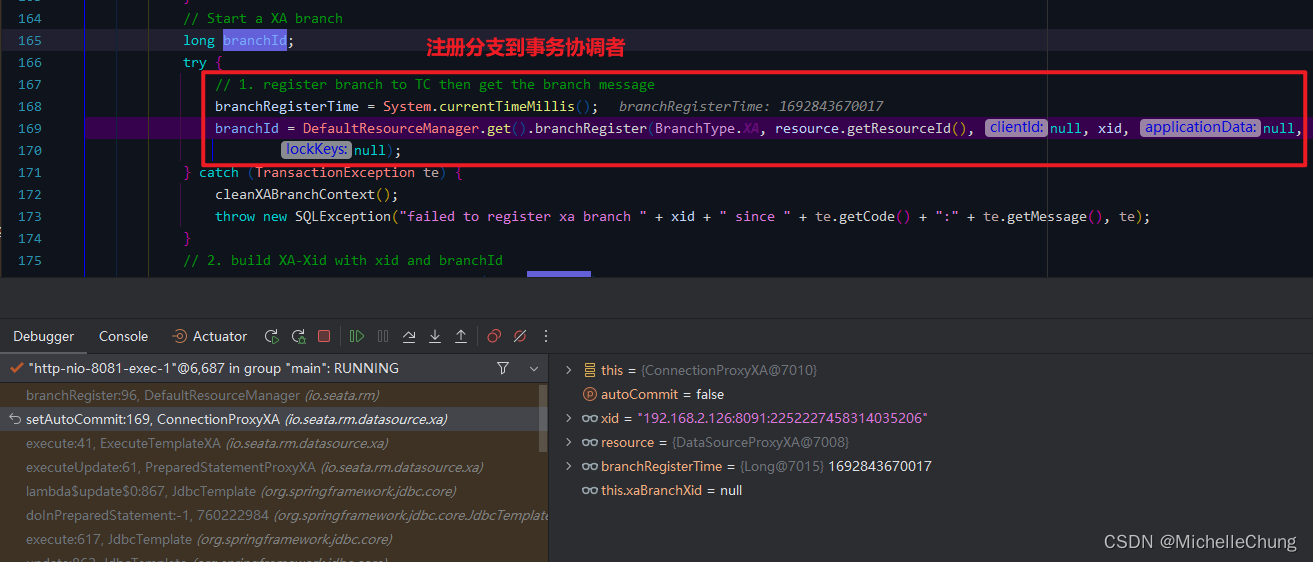 164 // Start a XA branch
165 long branchId;
注册分支到事务协调者
166 try {
167 // 1. register branch to TC then get the branch message
168 branchRegisterTime = System.currentTimeMillis(); branchRegisterTime: 1692843670017
169 branchId = DefaultResourceManager.get().branchRegister(BranchType.XA, resource.getResourceId(), clientId: null, xid, applicationData: null,
170 lockKeys: null);
171 } catch (TransactionException te) {
172 cleanXABranchContext();
173 throw new SQLException("failed to register xa branch " + xid + " since " + te.getCode() + ":" + te.getMessage(), te);
174 }
175 // 2. build XA-Xid with xid and branchId
Debugger Console Actuator
"http-nio-8081-exec-1"@6,687 in group "main": RUNNING
branchRegister:96, DefaultResourceManager (io.seata.rm)
setAutoCommit:169, ConnectionProxyXA (io.seata.rm.datasource.xa)
execute:41, ExecuteTemplateXA (io.seata.rm.datasource.xa)
executeUpdate:61, PreparedStatementProxyXA (io.seata.rm.datasource.xa)
lambda$update$0:867, JdbcTemplate (org.springframework.jdbc.core)
doInPreparedStatement:-1, 760222984 (org.springframework.jdbc.core.JdbcTemplate
execute:617, JdbcTemplate (org.springframework.jdbc.core)
update:862, JdbcTemplate (org.springframework.jdbc.core)
this = {ConnectionProxyXA@7010}
autoCommit = false
xid = "192.168.2.126:8091:2252227458314035206"
resource = {DataSourceProxyXA@7008}
branchRegisterTime = {Long@7015} 1692843670017
this.xaBranchXid = null
CSDN @MichelleChung